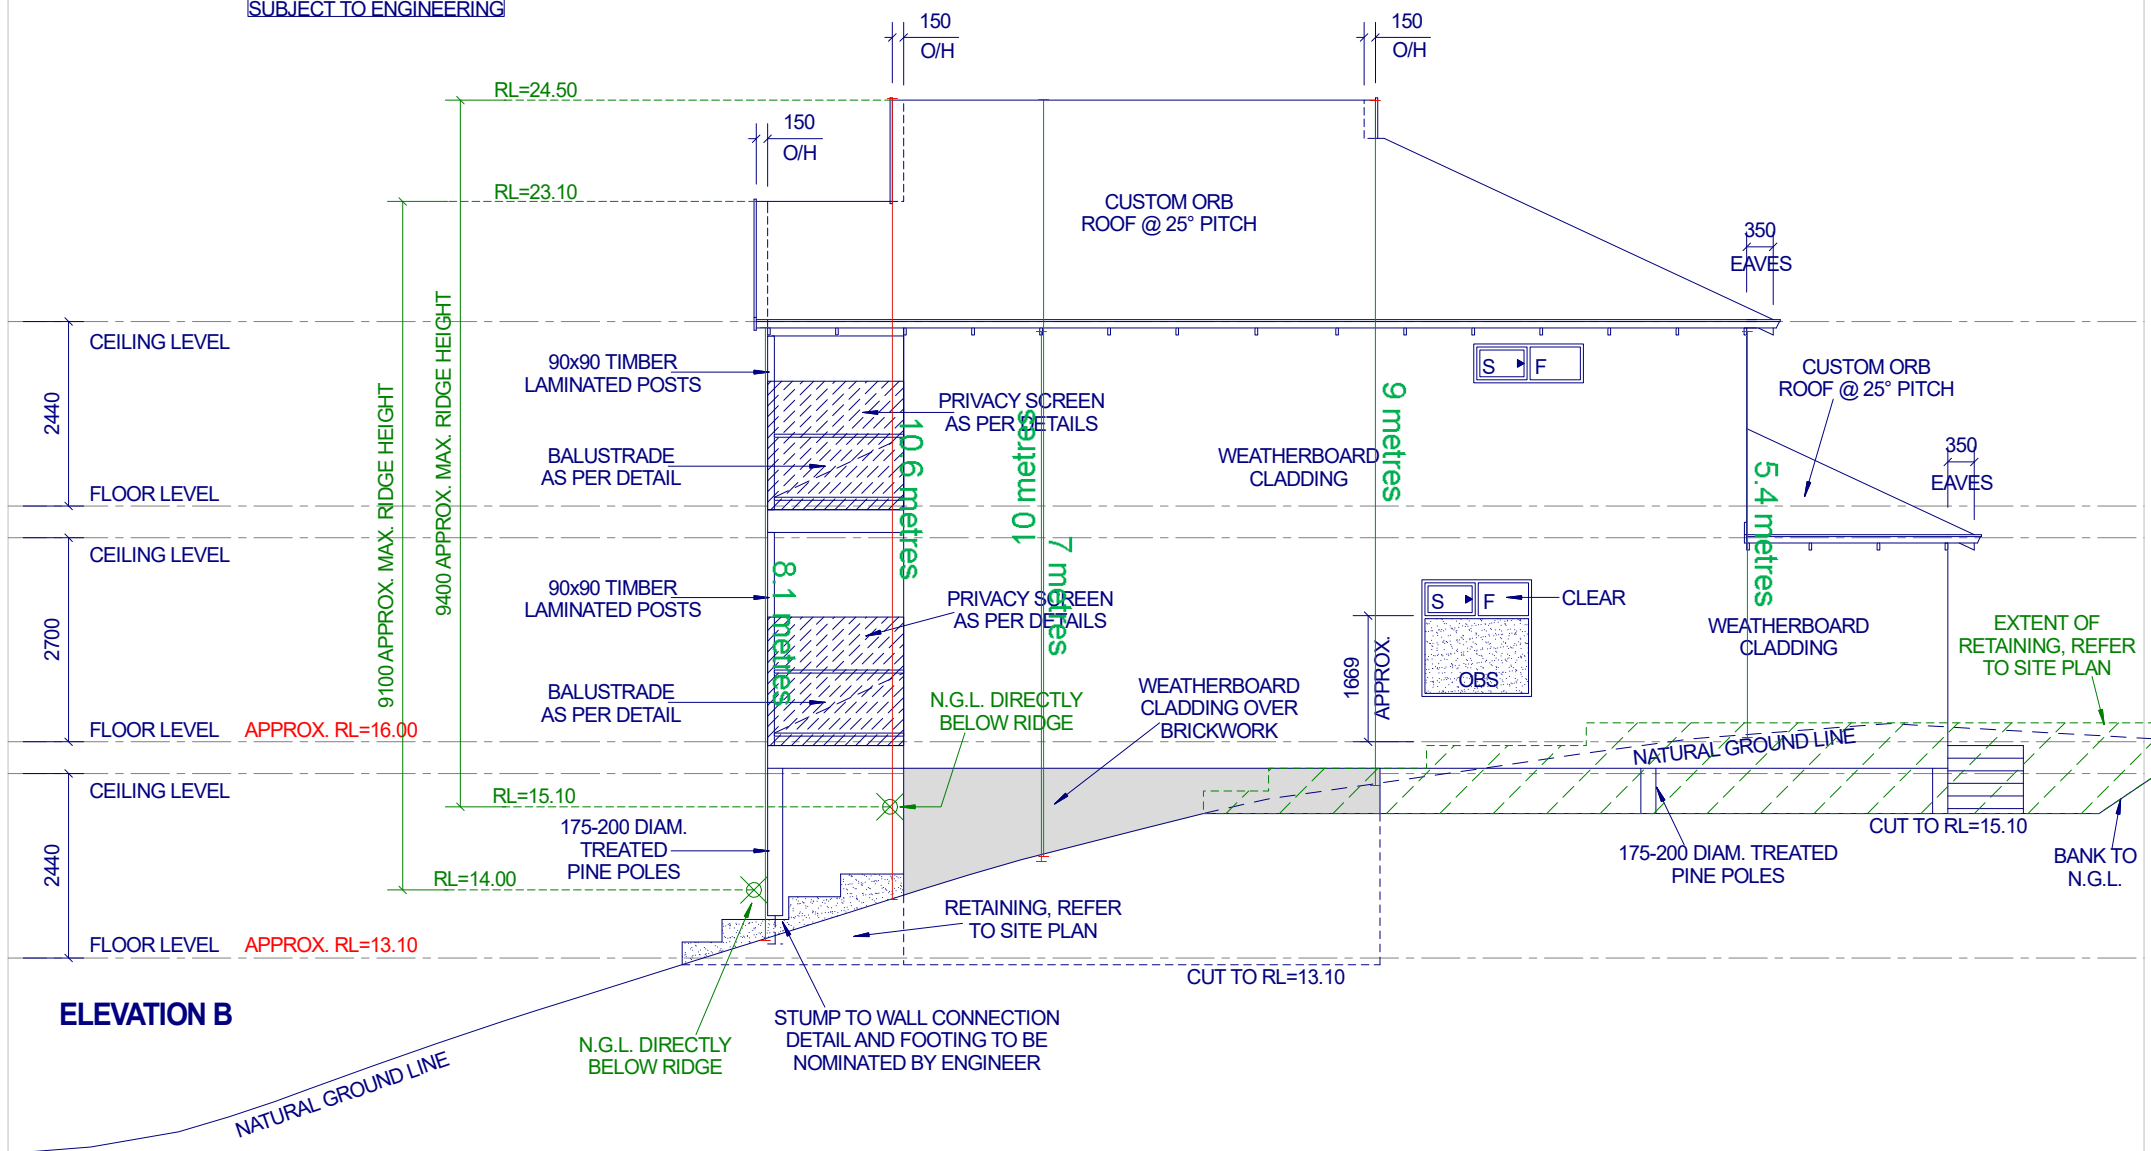 SUBJECT TO ENGINEERING
150
O/H
150
O/H
RL=24.50
150
O/H
RL=23.10
CUSTOM ORB
ROOF @ 25° PITCH
350
EAVES
CEILING LEVEL
2440
9100 APPROX. MAX. RIDGE HEIGHT
9400 APPROX. MAX. RIDGE HEIGHT
90x90 TIMBER
LAMINATED POSTS
PRIVACY SCREEN
AS PER DETAILS
S
F
CUSTOM ORB
ROOF @ 25° PITCH
BALUSTRADE
AS PER DETAIL
10 6 metres
10 metres
9 metres
WEATHERBOARD
CLADDING
350
EAVES
5.4 metres
FLOOR LEVEL
CEILING LEVEL
2700
90x90 TIMBER
LAMINATED POSTS
8.1 metres
7 metres
PRIVACY SCREEN
AS PER DETAILS
S
F
CLEAR
1669
APPROX.
OBS
WEATHERBOARD
CLADDING
EXTENT OF
RETAINING, REFER
TO SITE PLAN
BALUSTRADE
AS PER DETAIL
N.G.L. DIRECTLY
BELOW RIDGE
WEATHERBOARD
CLADDING OVER
BRICKWORK
FLOOR LEVEL
APPROX. RL=16.00
NATURAL GROUND LINE
CEILING LEVEL
RL=15.10
2440
175-200 DIAM.
TREATED
PINE POLES
CUT TO RL=15.10
175-200 DIAM. TREATED
PINE POLES
BANK TO
N.G.L.
RL=14.00
RETAINING, REFER
TO SITE PLAN
FLOOR LEVEL
APPROX. RL=13.10
CUT TO RL=13.10
ELEVATION B
STUMP TO WALL CONNECTION
DETAIL AND FOOTING TO BE
NOMINATED BY ENGINEER
N.G.L. DIRECTLY
BELOW RIDGE
NATURAL GROUND LINE